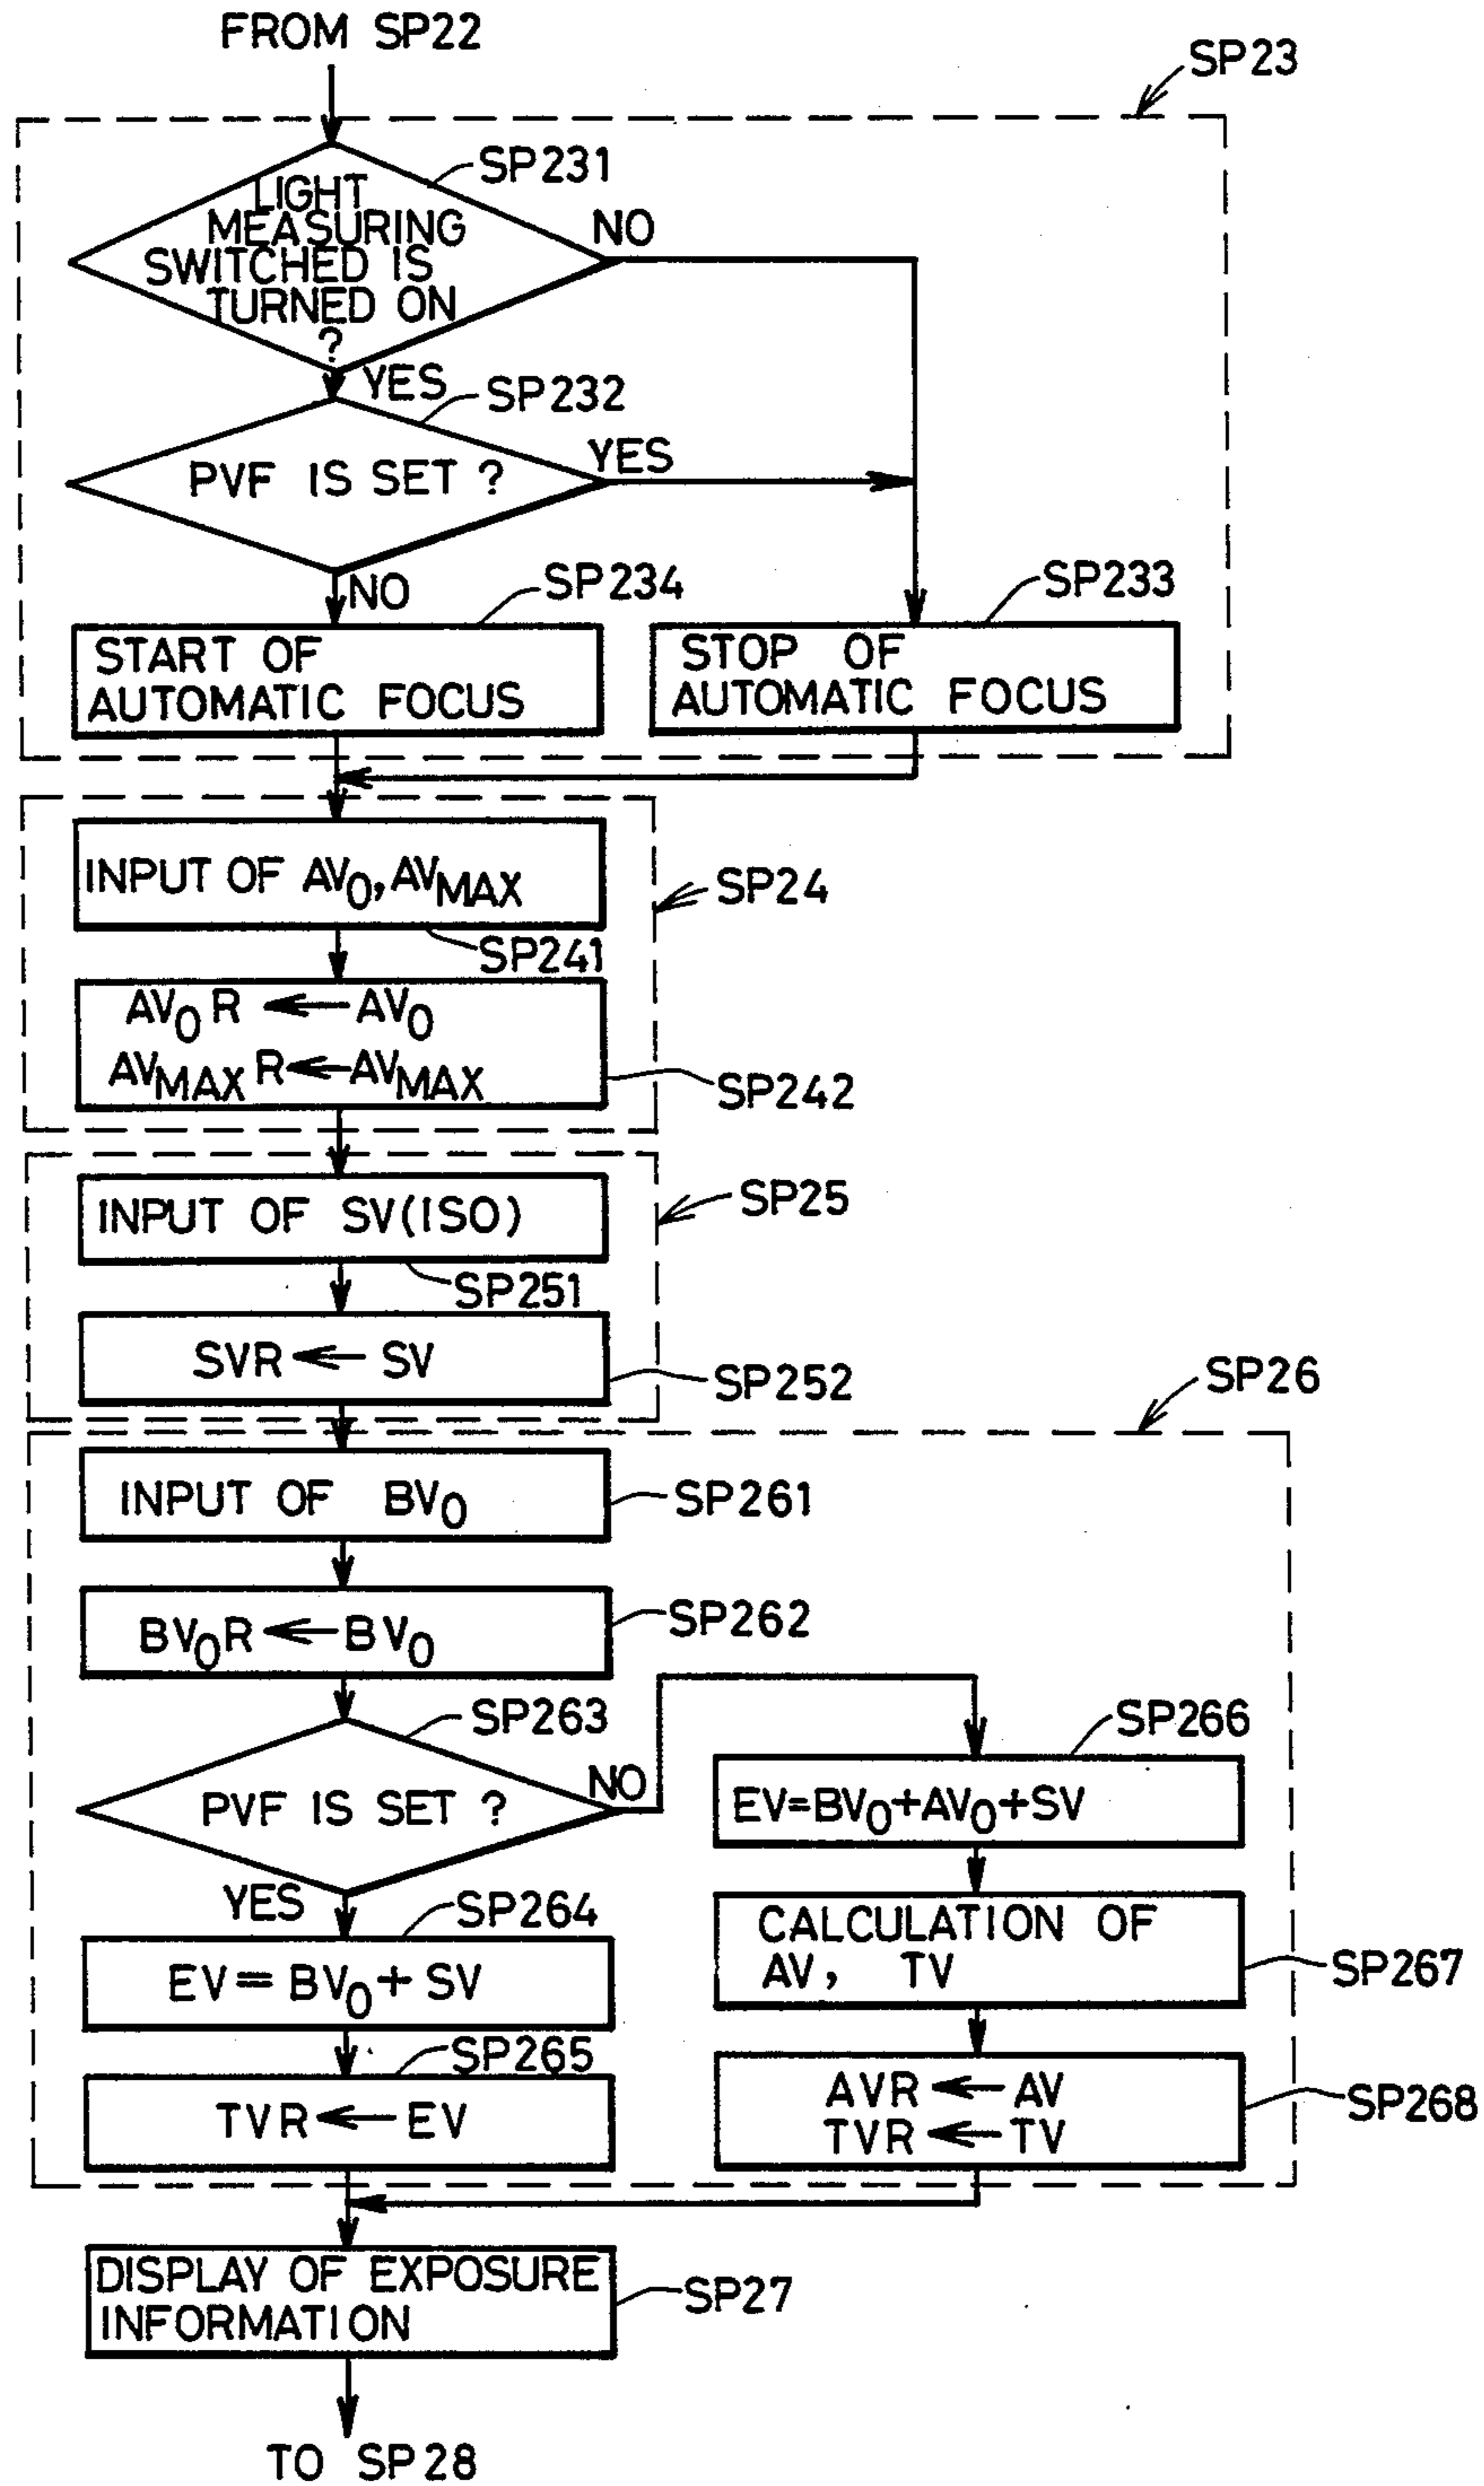 FROM SP22
SP23
SP231
LIGHT
MEASURING
SWITCHED IS
TURNED ON
?
NO
YES
SP232
PVF IS SET ?
YES
NO
SP234
SP233
START OF
AUTOMATIC FOCUS
STOP OF
AUTOMATIC FOCUS
INPUT OF AV0, AVMAX
SP24
SP241
AV0 R ← AV0
AVMAX R ← AVMAX
SP242
INPUT OF SV(ISO)
SP25
SP251
SVR ← SV
SP252
SP26
INPUT OF BV0
SP261
BV0R ← BV0
SP262
SP263
PVF IS SET ?
NO
YES
SP266
EV=BV0+AV0+SV
SP264
EV= BV0+ SV
CALCULATION OF
AV, TV
SP267
SP265
TVR ← EV
AVR ← AV
TVR ← TV
SP268
DISPLAY OF EXPOSURE
INFORMATION
SP27
TO SP28